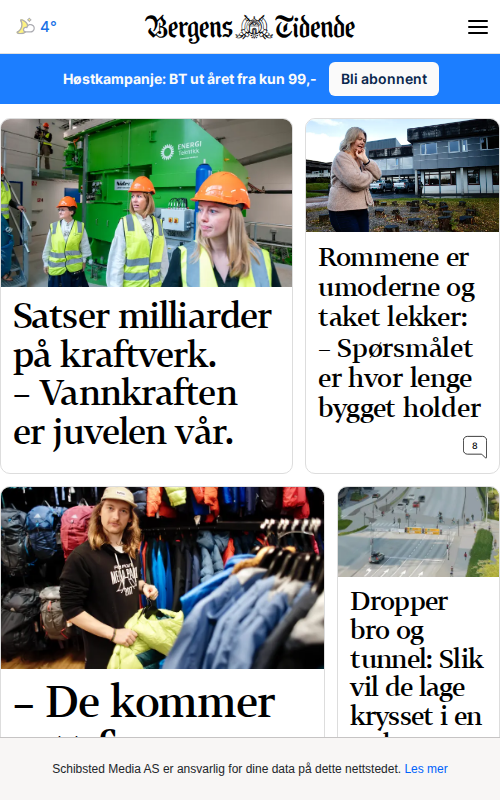 4°
Bergens Tidende
Høstkampanje: BT ut året fra kun 99,-
Bli abonnent
ENERGI
Teknikk
Satser milliarder
på kraftverk.
– Vannkraften
er juvelen vår.
Rommene er
umoderne og
taket lekker:
– Spørsmålet
er hvor lenge
bygget holder
8
– De kommer
Dropper
bro og
tunnel: Slik
vil de lage
krysset i en
Schibsted Media AS er ansvarlig for dine data på dette nettstedet. Les mer